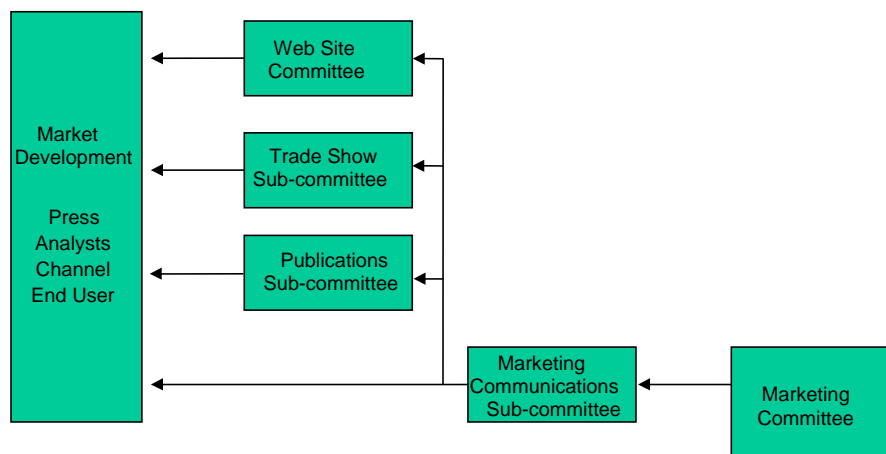 Market
Development
Press
Analysts
Channel
End User
Web Site
Committee
Trade Show
Sub-committee
Publications
Sub-committee
Marketing
Communications
Sub-committee
Marketing
Committee